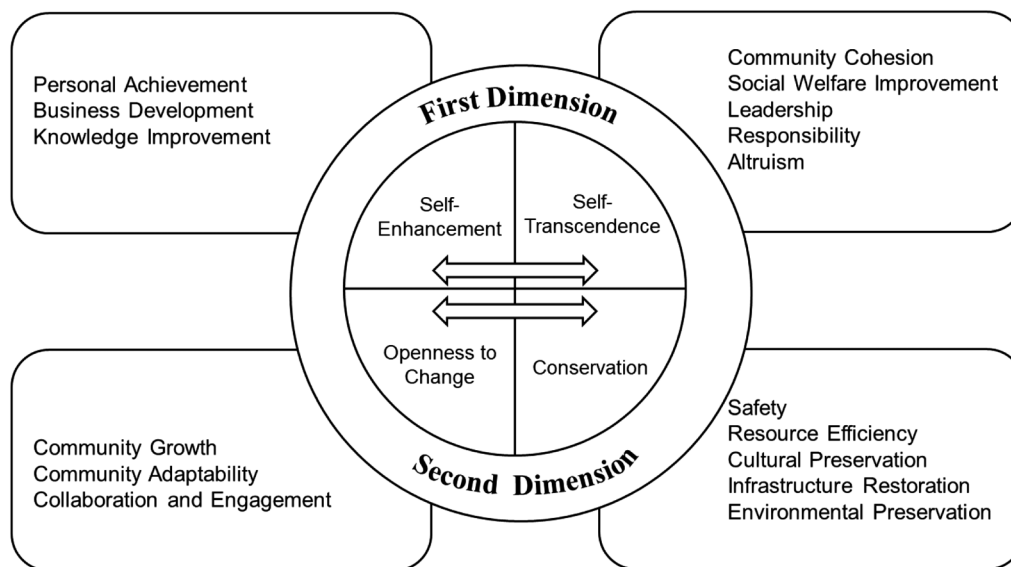 Personal Achievement
Business Development
Knowledge Improvement
Community Cohesion
Social Welfare Improvement
Leadership
Responsibility
Altruism
First Dimension
Self-
Enhancement
Self-
Transcendence
Openness to
Change
Conservation
Second Dimension
Community Growth
Community Adaptability
Collaboration and Engagement
Safety
Resource Efficiency
Cultural Preservation
Infrastructure Restoration
Environmental Preservation